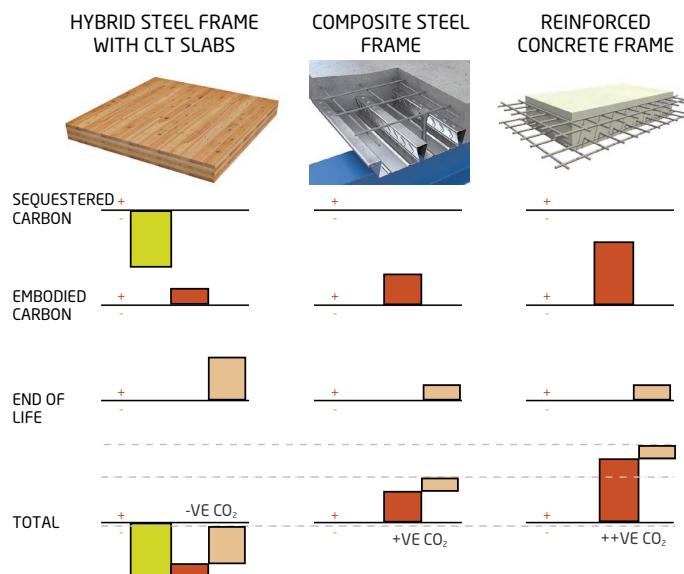 HYBRID STEEL FRAME
WITH CLT SLABS
COMPOSITE STEEL
FRAME
REINFORCED
CONCRETE FRAME
SEQUESTERED
CARBON
+
-
+
-
+
-
EMBODIED
CARBON
+
-
+
-
+
-
END OF
LIFE
+
-
+
-
+
-
TOTAL
+
-
-VE CO₂
+
-
+VE CO₂
+
-
++VE CO₂